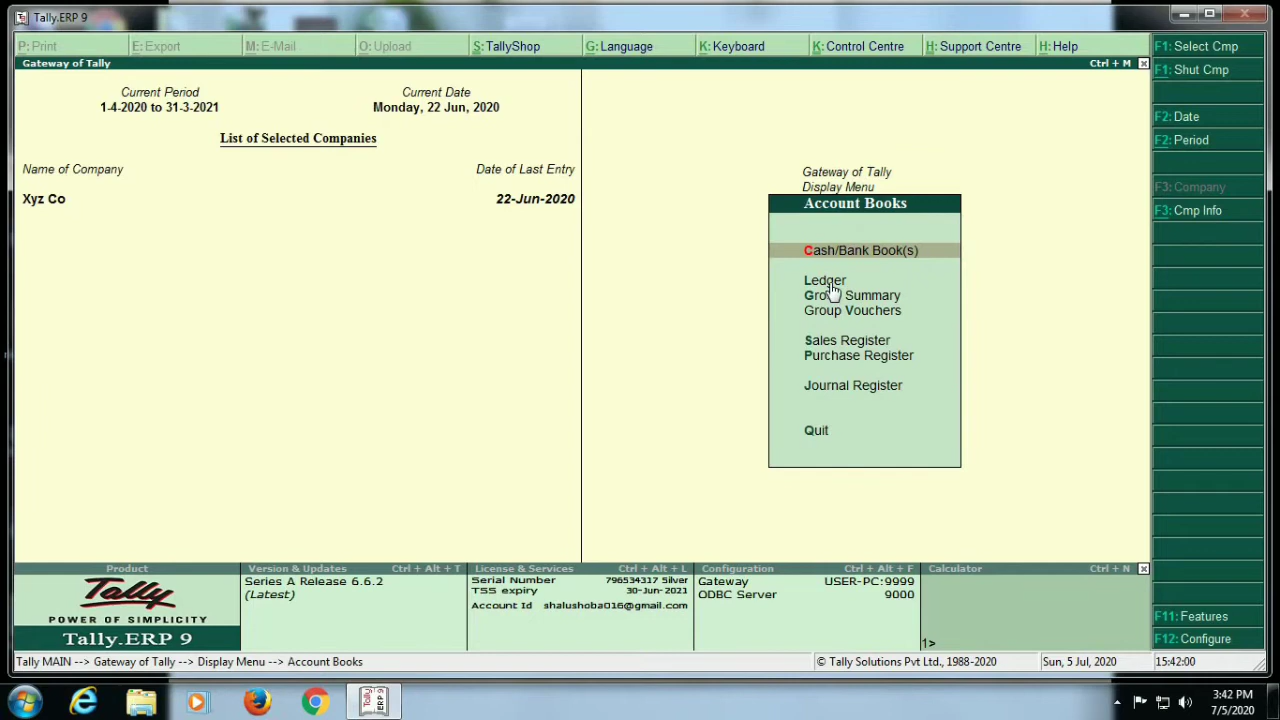 Tally.ERP 9
P: Print
E: Export
M: E-Mail
O: Upload
S: TallyShop
G: Language
K: Keyboard
K: Control Centre
H: Support Centre
H: Help
Gateway of Tally
Ctrl + M
Current Period
1-4-2020 to 31-3-2021
Current Date
Monday, 22 Jun, 2020
List of Selected Companies
Name of Company
Date of Last Entry
Xyz Co
22-Jun-2020
Gateway of Tally
Display Menu
Account Books
Cash/Bank Book(s)
Ledger
Group Summary
Group Vouchers
Sales Register
Purchase Register
Journal Register
Quit
F1: Select Cmp
F1: Shut Cmp
F2: Date
F2: Period
F3: Company
F3: Cmp Info
F11: Features
F12: Configure
Product
Tally
POWER OF SIMPLICITY
Tally.ERP 9
Version & Updates Ctrl + Alt + T
Series A Release 6.6.2
(Latest)
License & Services Ctrl + Alt + L
Serial Number 796534317 Silver
TSS expiry 30-Jun-2021
Account Id shalushoba016@gmail.com
Configuration Ctrl + Alt + F
Gateway USER-PC:9999
ODBC Server 9000
Calculator Ctrl + N
1>
Tally MAIN --> Gateway of Tally --> Display Menu --> Account Books
© Tally Solutions Pvt Ltd., 1988-2020
Sun, 5 Jul, 2020
15:42:00
Tally
ERP 9
3:42 PM
7/5/2020